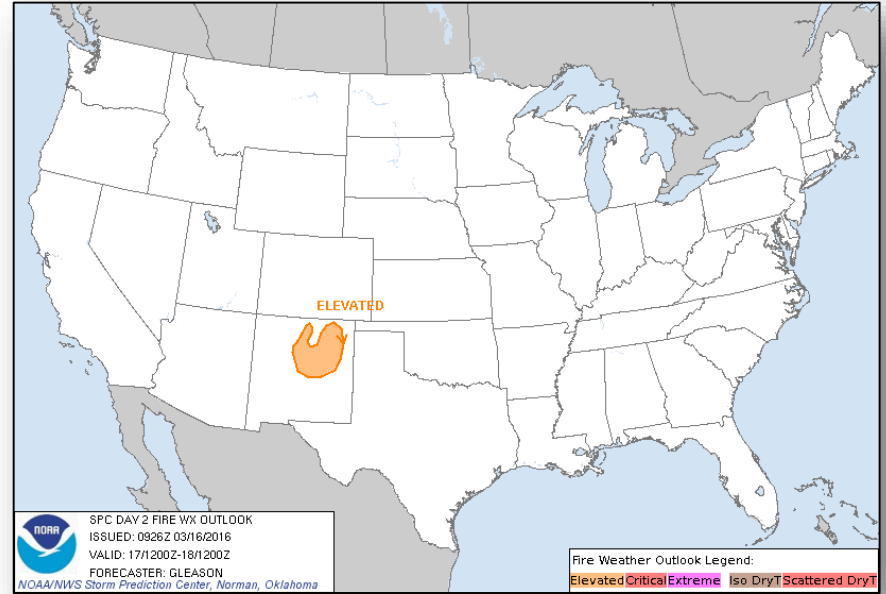 ELEVATED
NOAA
SPC DAY 2 FIRE WX OUTLOOK
ISSUED: 0926Z 03/16/2016
VALID: 17/1200Z-18/1200Z
FORECASTER: GLEASON
NOAA/NWS Storm Prediction Center, Norman, Oklahoma
Fire Weather Outlook Legend:
Elevated Critical Extreme Iso DryT Scattered DryT